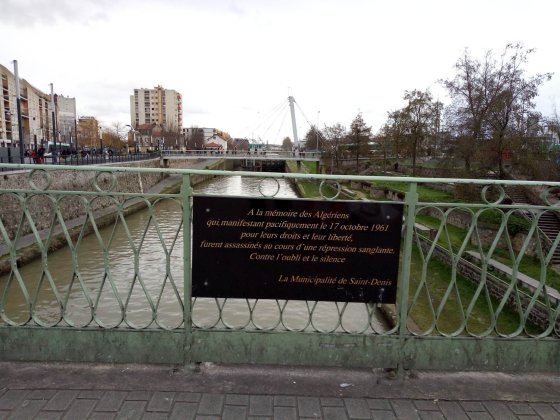 A la mémoire des Algériens
qui, manifestant pacifiquement le 17 octobre 1961
pour leurs droits et leur liberté,
furent assassinés au cours d'une répression sanglante,
Contre l'oubli et le silence
La Municipalité de Saint-Denis